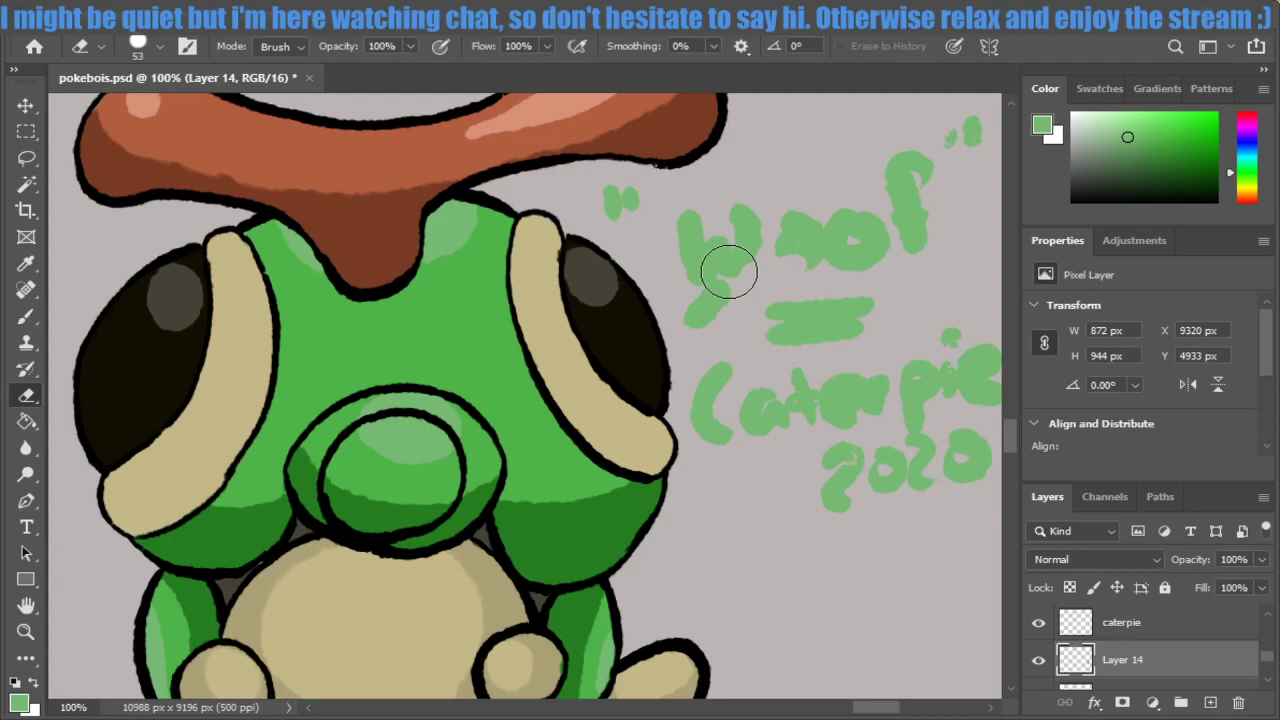 I might be quiet but i'm here watching chat, so don't hesitate to say hi. Otherwise relax and enjoy the stream :)
53 Mode: Brush Opacity: 100% Flow: 100% Smoothing: 0% 0° Erase to History
pokebois.psd @ 100% (Layer 14, RGB/16) * ×
Color Swatches Gradients Patterns
Properties Adjustments
Pixel Layer
Transform
W 872 px X 9320 px
H 944 px Y 4933 px
0.00°
Align and Distribute
Align:
=
Caterpie
2020
Layers Channels Paths
Kind
Normal Opacity: 100%
Lock: Fill: 100%
caterpie
Layer 14
100% 10988 px x 9196 px (500 ppi)